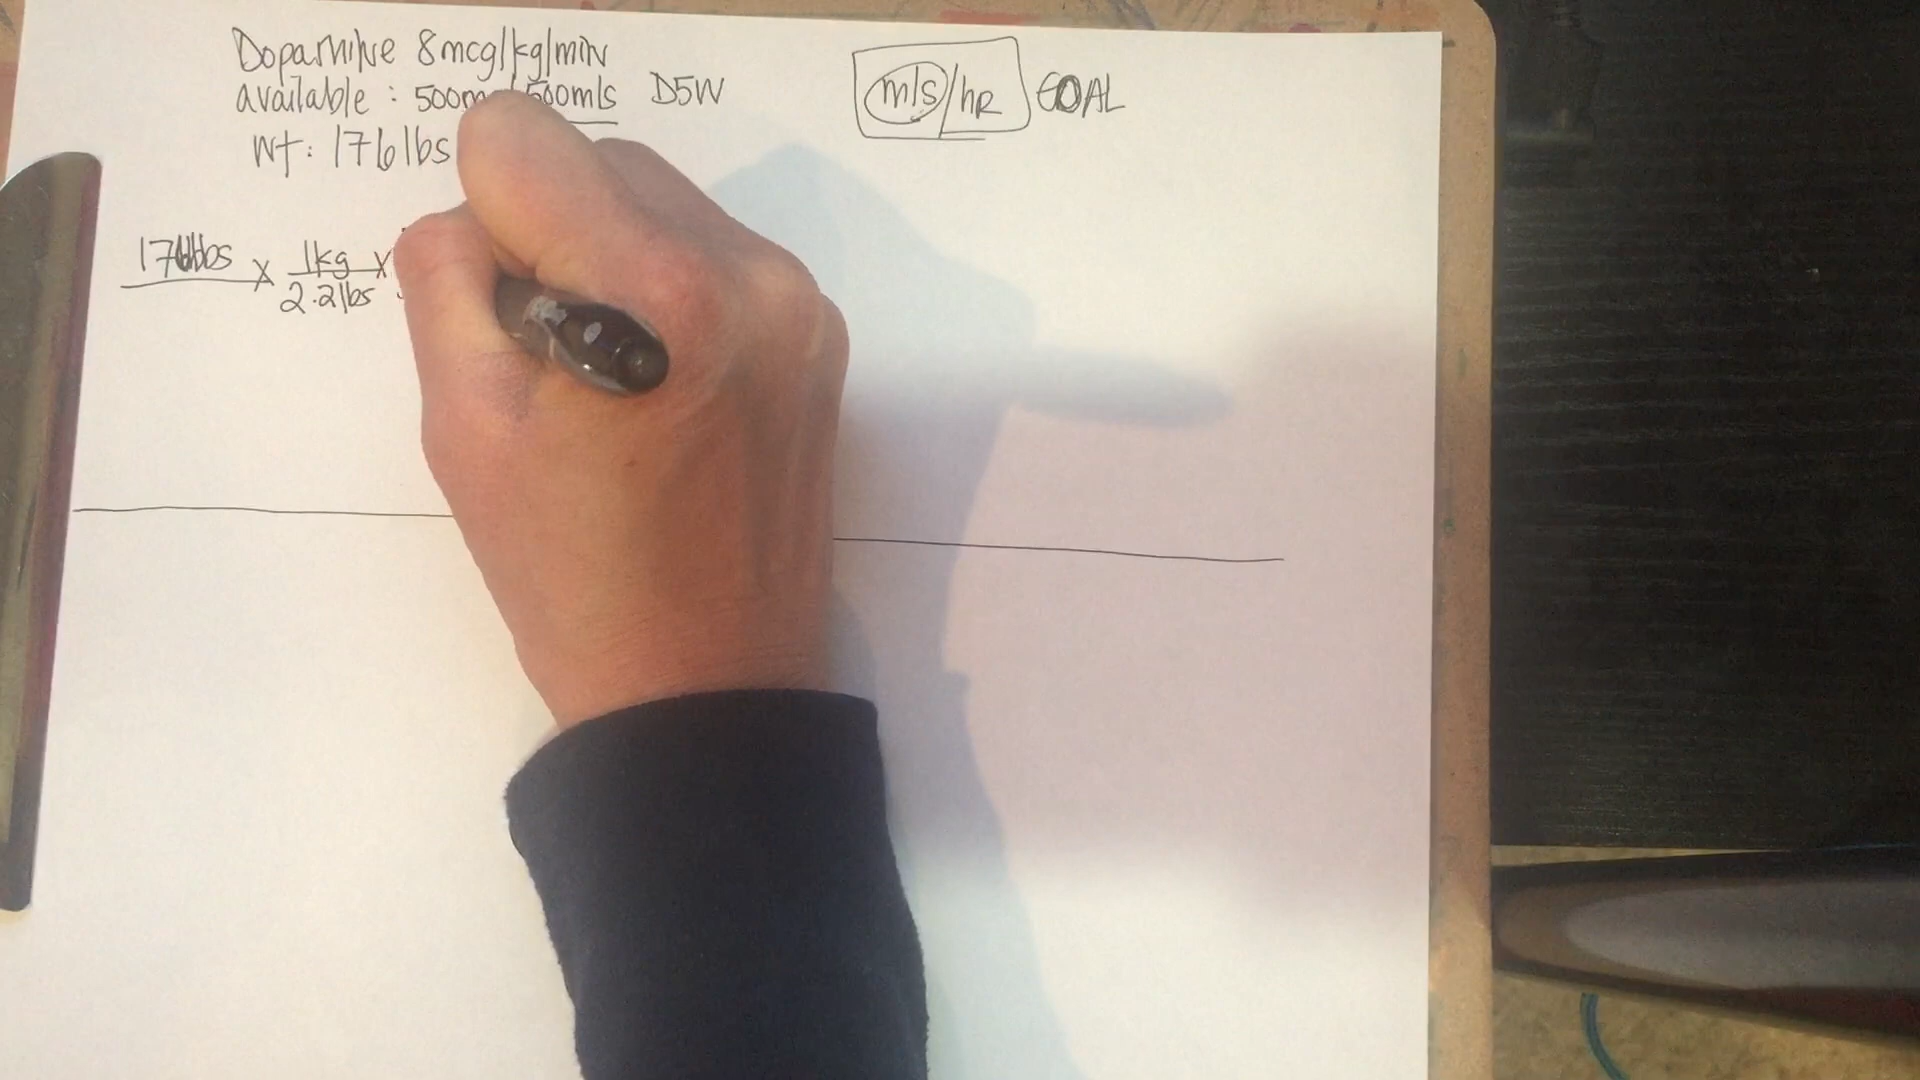 Dopamine 8mcg/kg/min
available: 500m 500mls D5W
mls/hr GOAL
wt: 176lbs
176lbs x 1kg x
2.2lbs